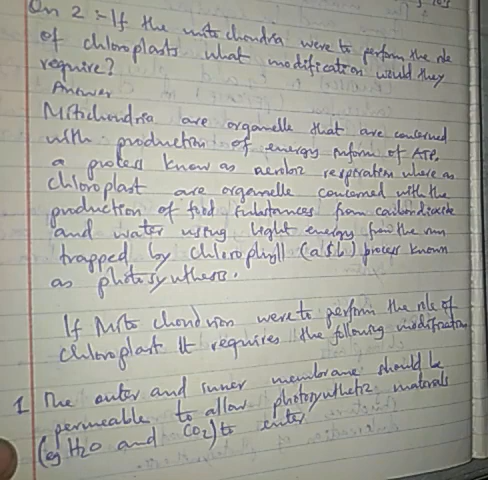 Qn 2 :- If the mito chondria were to perform the role
of chloroplasts what modification would they
require?
Answer
Mitochondria are organelle that are concerned
with production of energy inform of ATP.
a process know as aerobic respiration where as
chloroplast are organelle concerned with the
production of food substances from carbondioxide
and water using light energy from the sun
trapped by chlorophyll (a$b) process known
as photosynthesis.
If Mito chondrion were to perform the role of
Chloroplast It requires the following modification
1 The outer and inner membrane should be
permeable to allow photosynthetic materials
(eg H2O and CO2) to enter